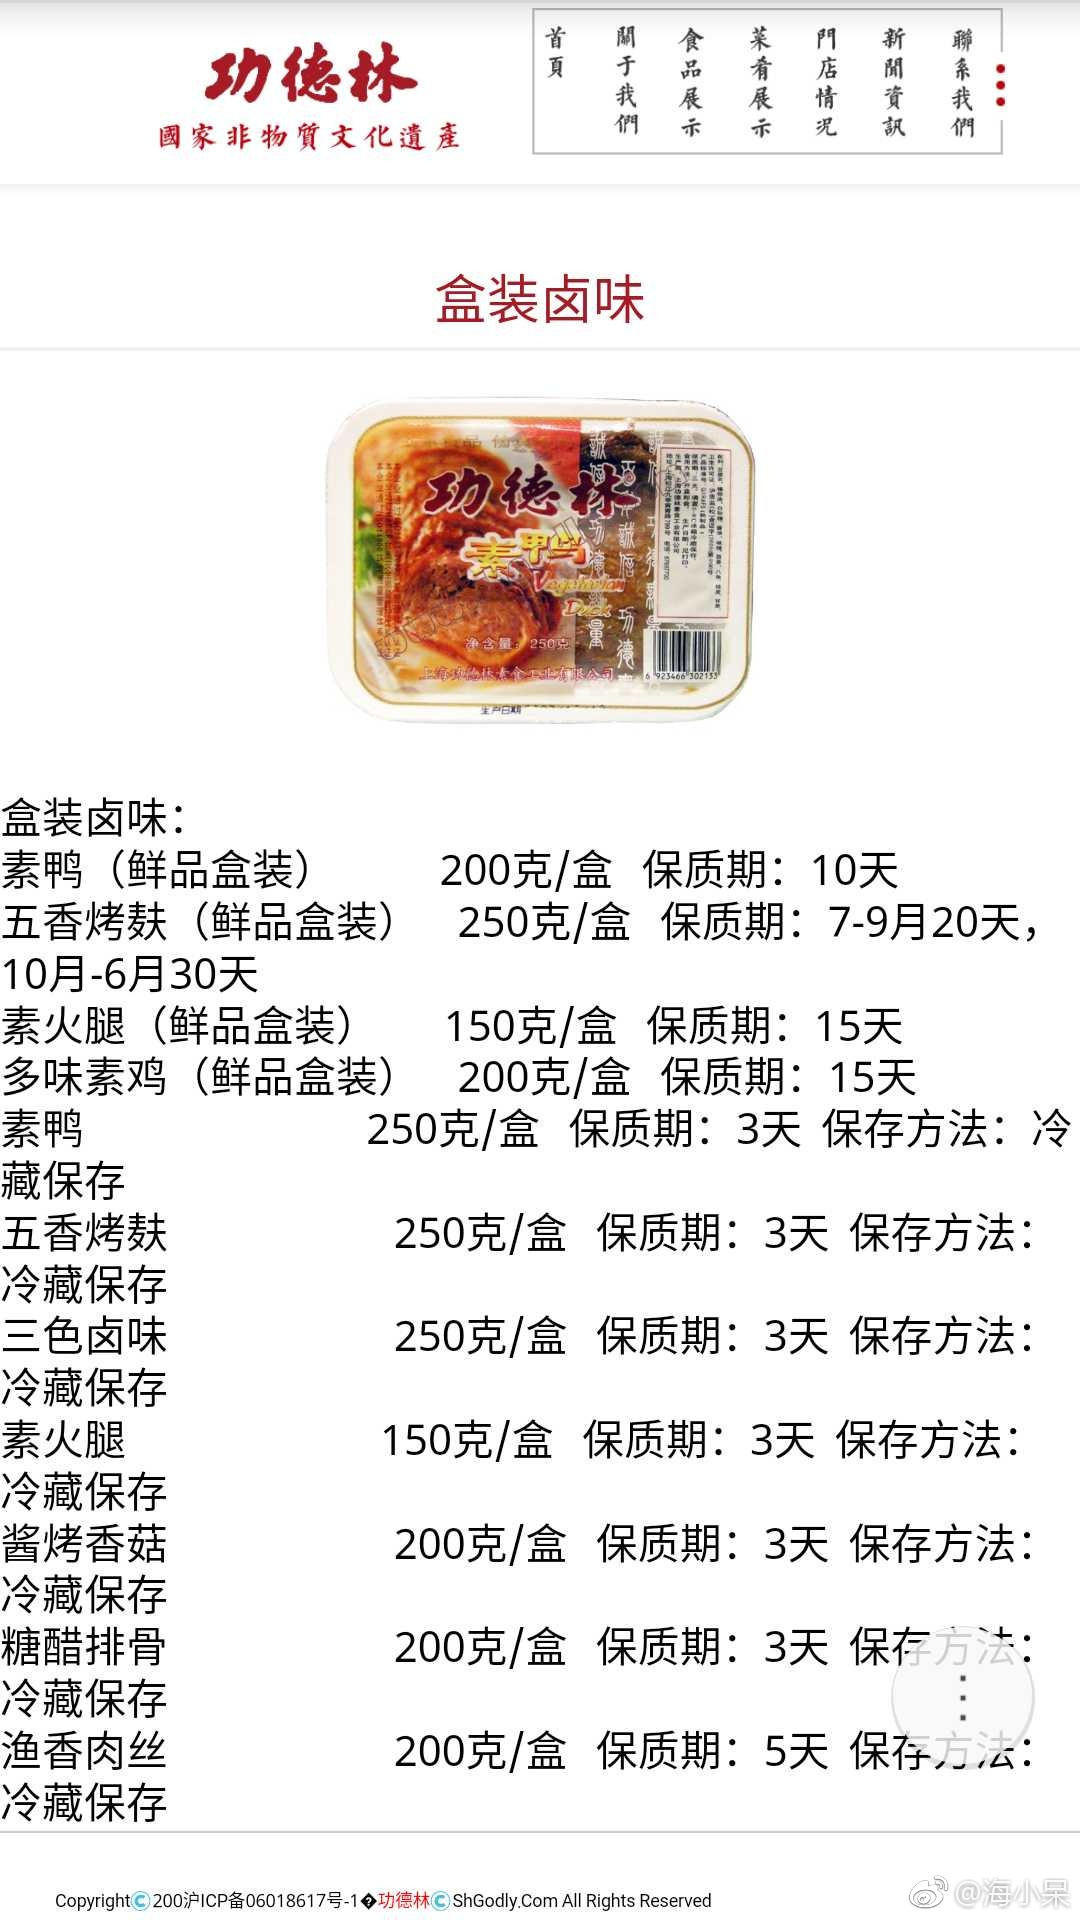 功德林
國家非物質文化遺產
首頁
關于我們
食品展示
菜肴展示
門店情況
新聞資訊
聯系我們
盒装卤味
功德林
素鸭
Vegetarian
Duck
净含量：250克
上海功德林素食工业有限公司
生产日期
6 923466 302133
盒装卤味：
素鸭（鲜品盒装） 200克/盒 保质期：10天
五香烤麸（鲜品盒装） 250克/盒 保质期：7-9月20天，
10月-6月30天
素火腿（鲜品盒装） 150克/盒 保质期：15天
多味素鸡（鲜品盒装） 200克/盒 保质期：15天
素鸭 250克/盒 保质期：3天 保存方法：冷
藏保存
五香烤麸 250克/盒 保质期：3天 保存方法：
冷藏保存
三色卤味 250克/盒 保质期：3天 保存方法：
冷藏保存
素火腿 150克/盒 保质期：3天 保存方法：
冷藏保存
酱烤香菇 200克/盒 保质期：3天 保存方法：
冷藏保存
糖醋排骨 200克/盒 保质期：3天 保存方法：
冷藏保存
渔香肉丝 200克/盒 保质期：5天 保存方法：
冷藏保存
Copyright©200沪ICP备06018617号-1�功德林©ShGodly.Com All Rights Reserved
@海小呆